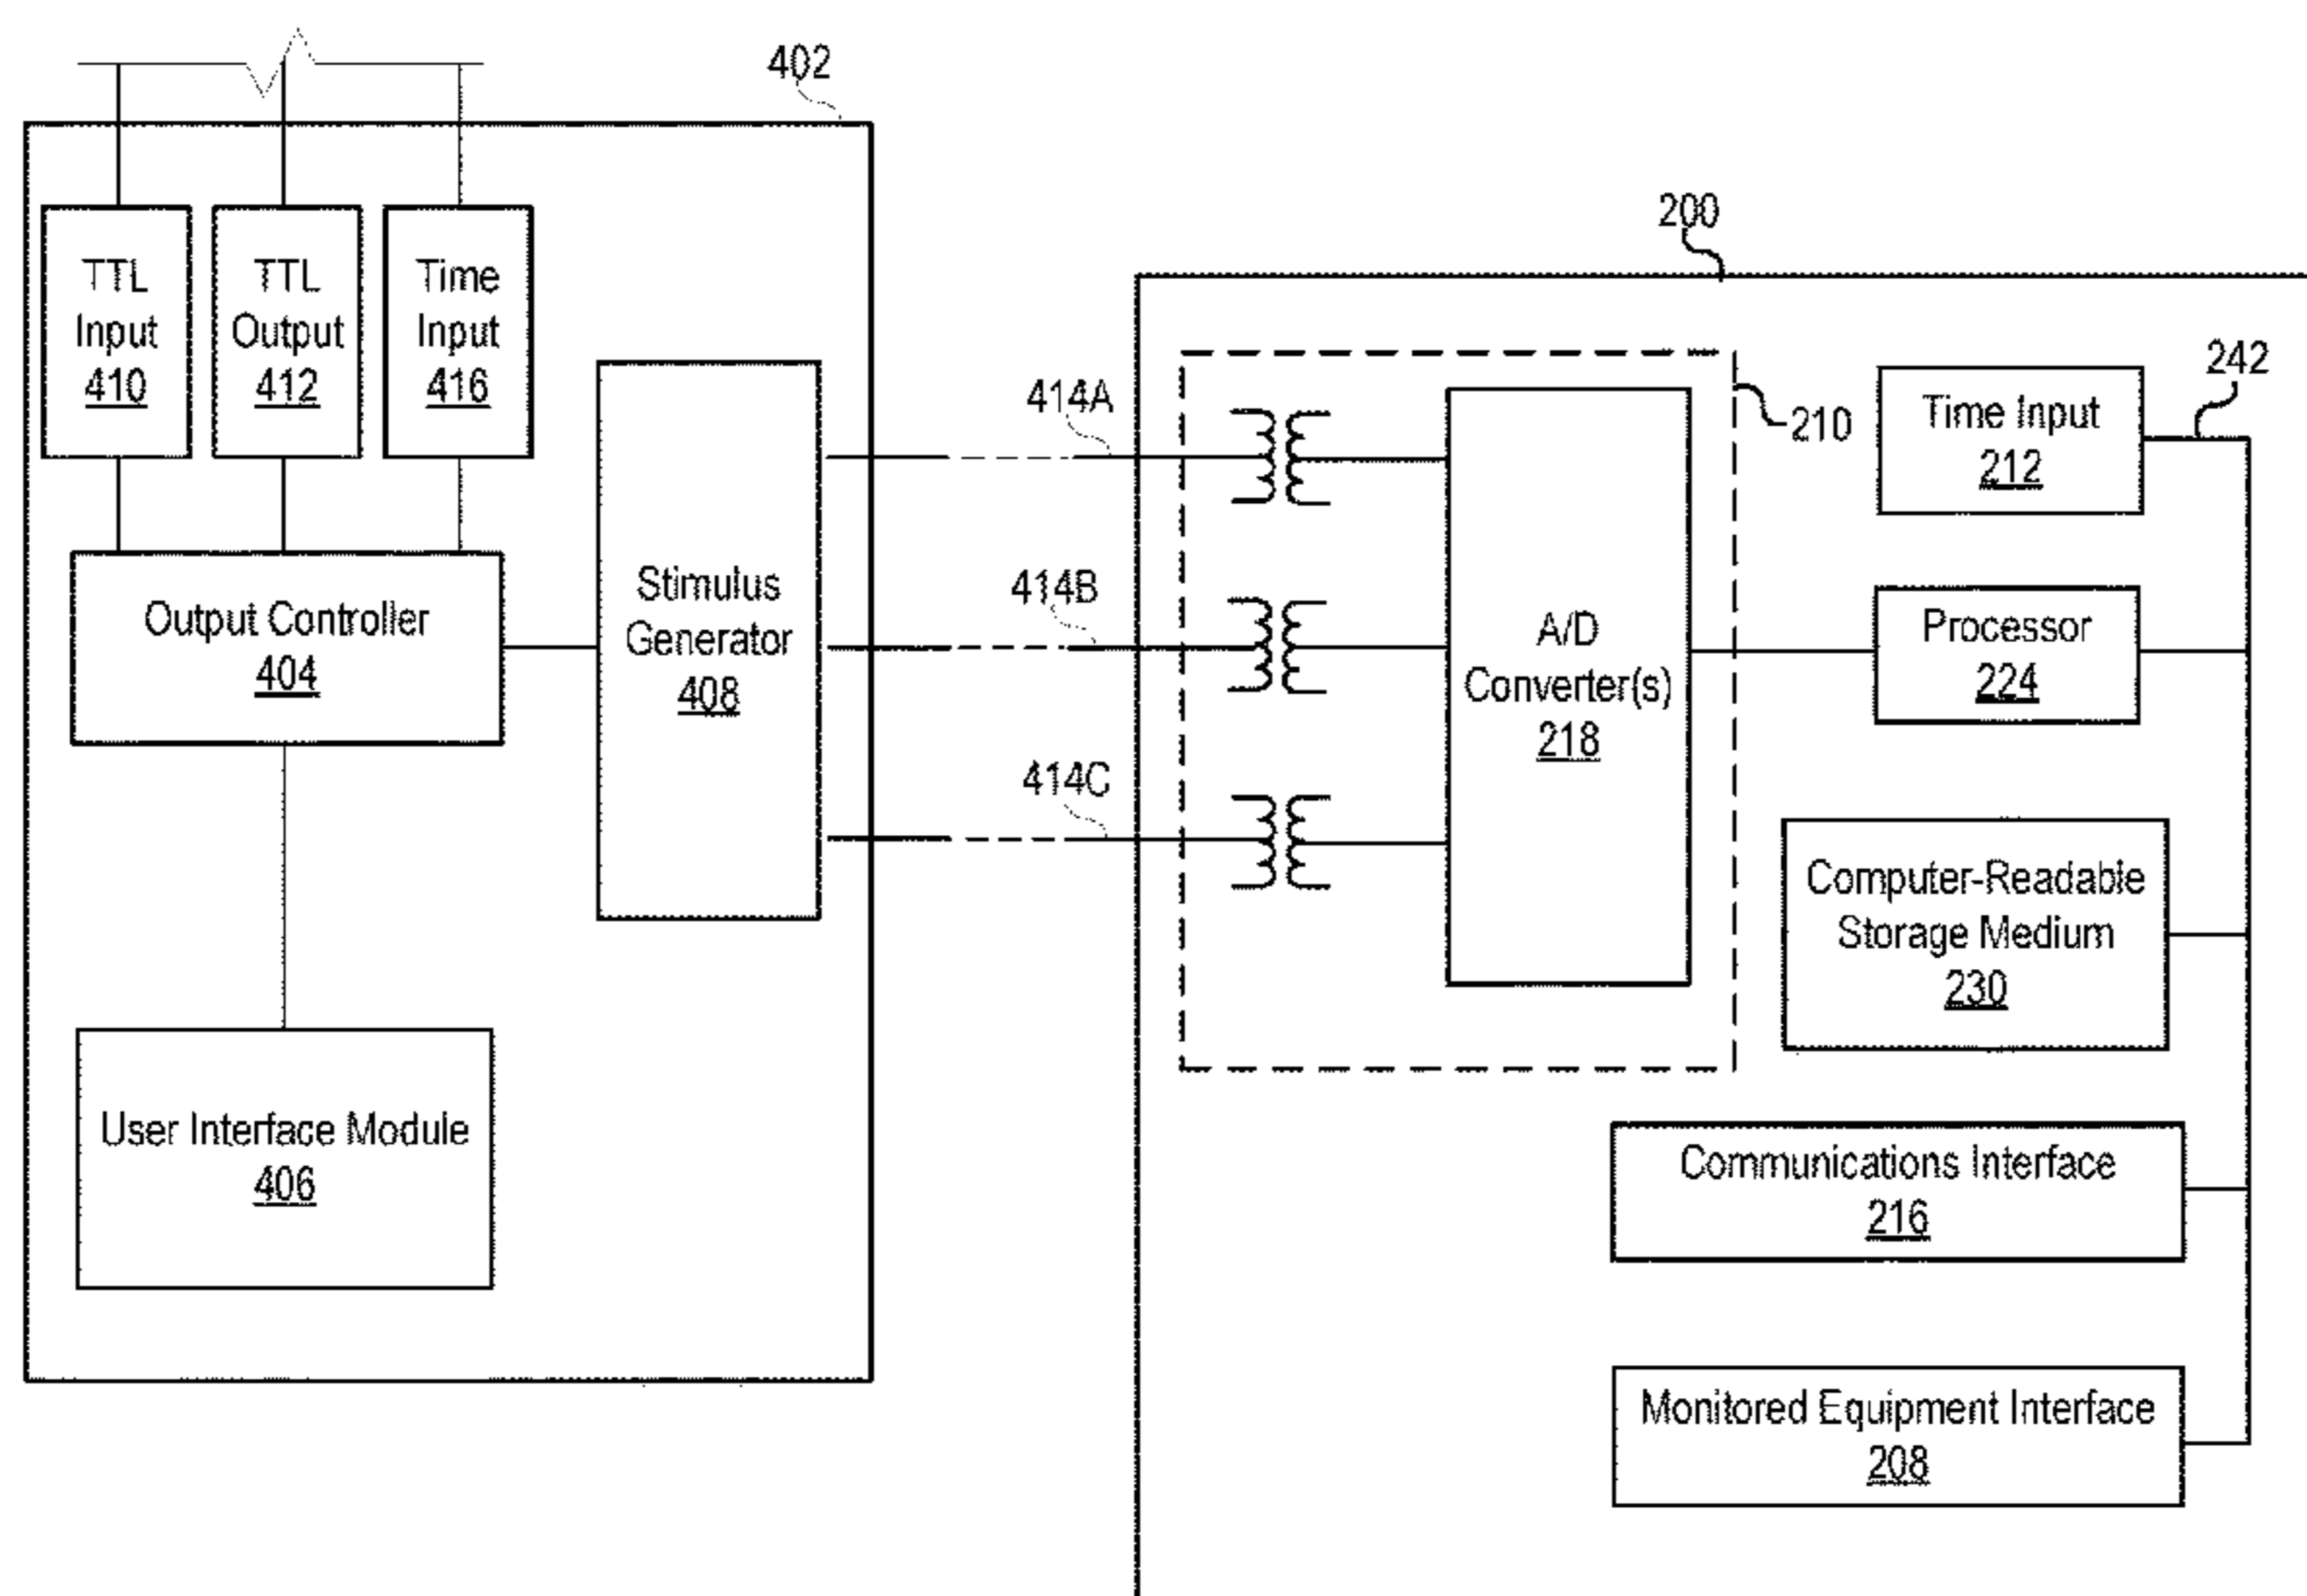 402
TTL
Input
410
TTL
Output
412
Time
Input
416
Output Controller
404
Stimulus
Generator
408
User Interface Module
406
414A
414B
414C
200
210
A/D
Converter(s)
218
Time Input
212
242
Processor
224
Computer-Readable
Storage Medium
230
Communications Interface
216
Monitored Equipment Interface
208